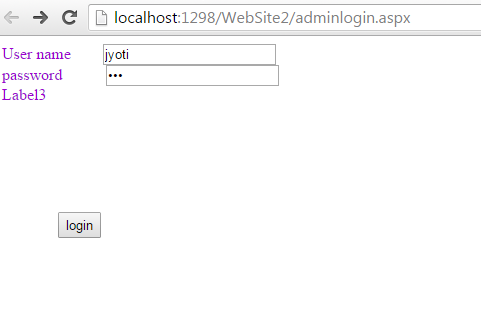 localhost:1298/WebSite2/adminlogin.aspx
User name jyoti
password •••
Label3
login